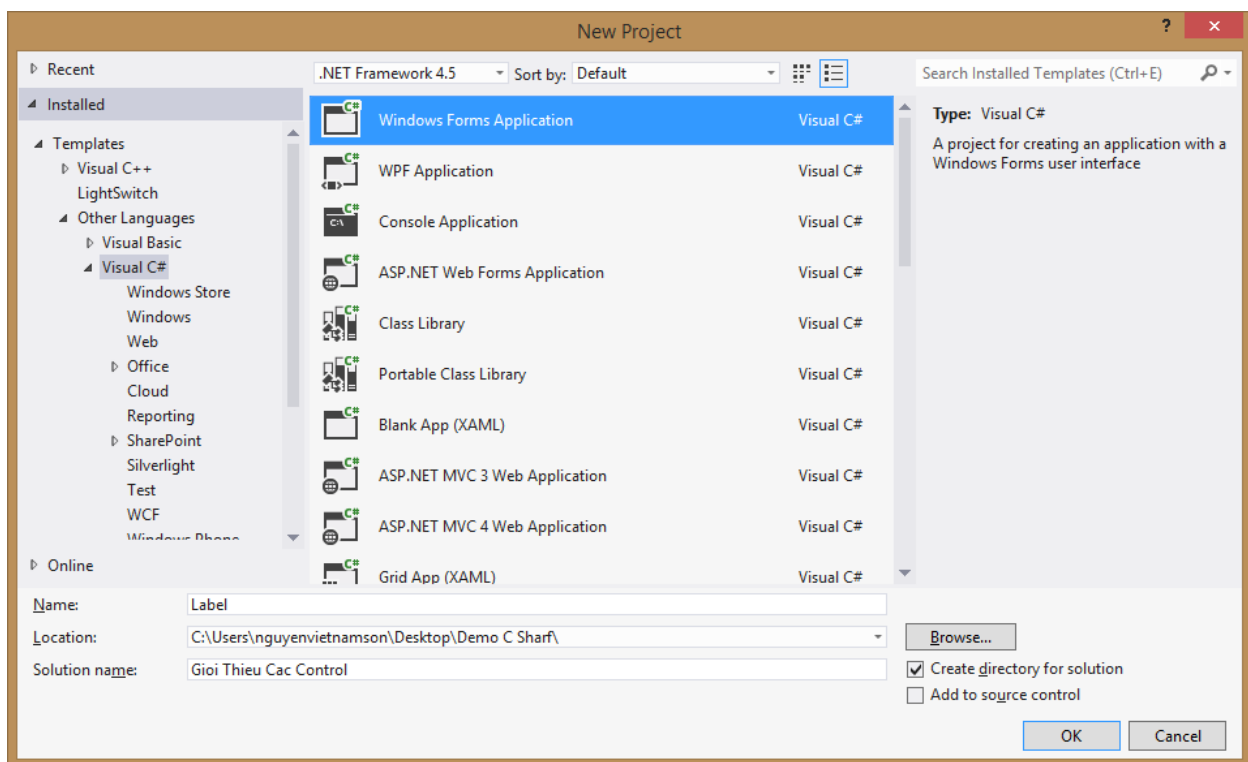 New Project
?
Recent
.NET Framework 4.5
Sort by: Default
Search Installed Templates (Ctrl+E)
Installed
Templates
Visual C++
LightSwitch
Other Languages
Visual Basic
Visual C#
Windows Store
Windows
Web
Office
Cloud
Reporting
SharePoint
Silverlight
Test
WCF
Windows Phone
Online
Windows Forms Application Visual C#
WPF Application Visual C#
Console Application Visual C#
ASP.NET Web Forms Application Visual C#
Class Library Visual C#
Portable Class Library Visual C#
Blank App (XAML) Visual C#
ASP.NET MVC 3 Web Application Visual C#
ASP.NET MVC 4 Web Application Visual C#
Grid App (XAML) Visual C#
Type: Visual C#
A project for creating an application with a
Windows Forms user interface
Name: Label
Location: C:\Users\nguyenvietnamson\Desktop\Demo C Sharf\
Browse...
Solution name: Gioi Thieu Cac Control
Create directory for solution
Add to source control
OK
Cancel